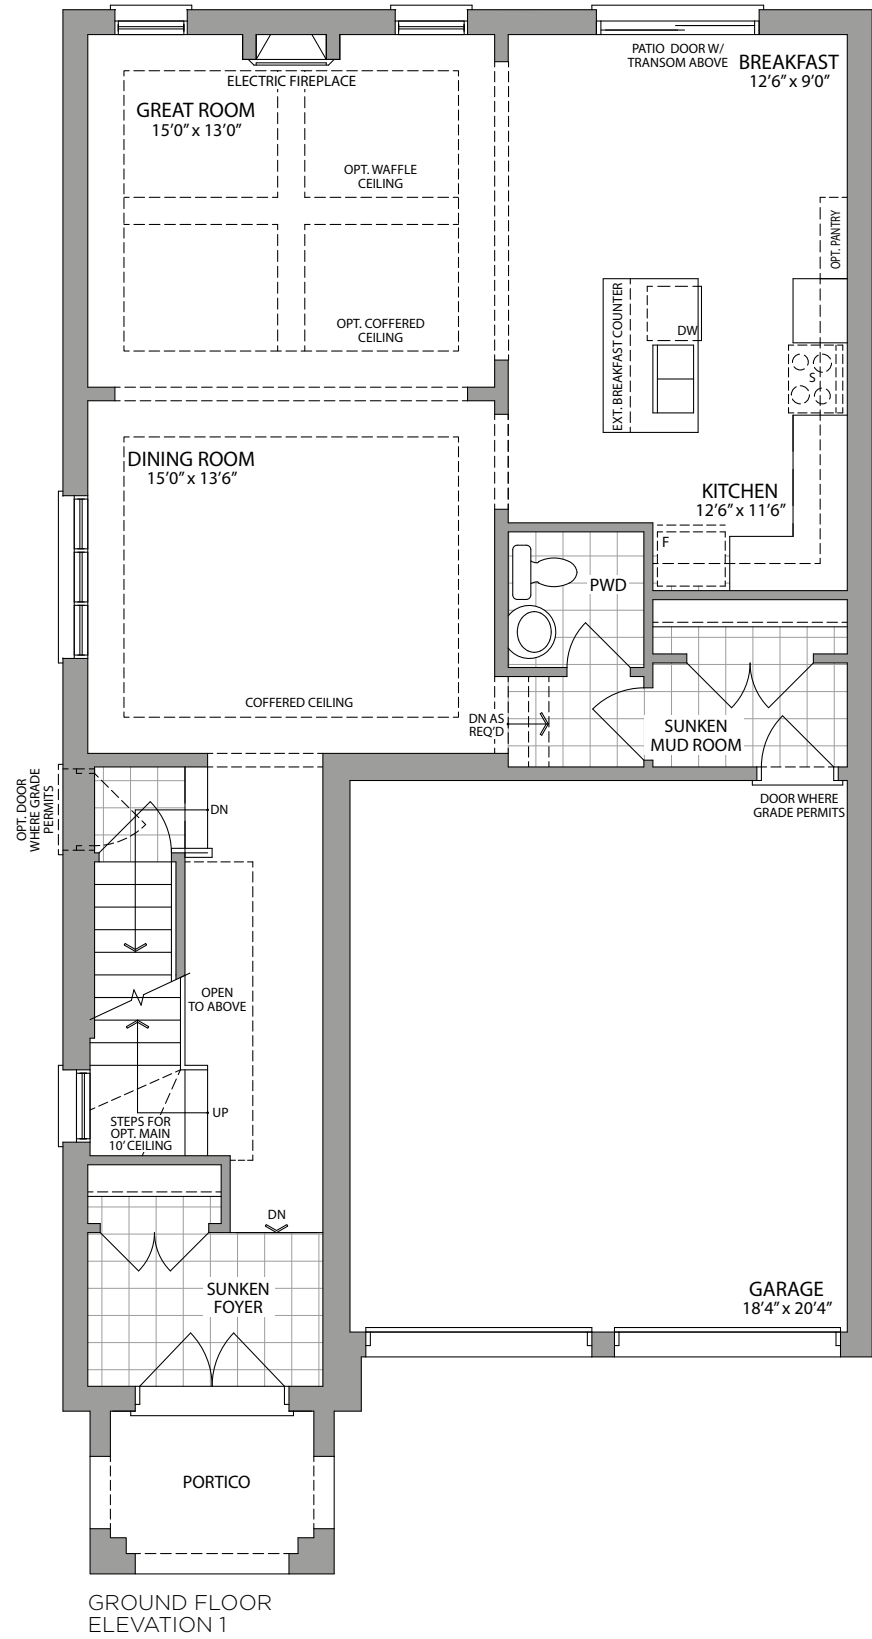 PATIO DOOR W/
TRANSOM ABOVE
BREAKFAST
12'6" x 9'0"
ELECTRIC FIREPLACE
GREAT ROOM
15'0" x 13'0"
OPT. WAFFLE
CEILING
OPT. PANTRY
OPT. COFFERED
CEILING
EXT. BREAKFAST COUNTER
DW
S
DINING ROOM
15'0" x 13'6"
KITCHEN
12'6" x 11'6"
F
PWD
COFFERED CEILING
DN AS
REQ'D
SUNKEN
MUD ROOM
OPT. DOOR
WHERE GRADE
PERMITS
DN
DOOR WHERE
GRADE PERMITS
OPEN
TO ABOVE
UP
STEPS FOR
OPT. MAIN
10' CEILING
DN
SUNKEN
FOYER
GARAGE
18'4" x 20'4"
PORTICO
GROUND FLOOR
ELEVATION 1